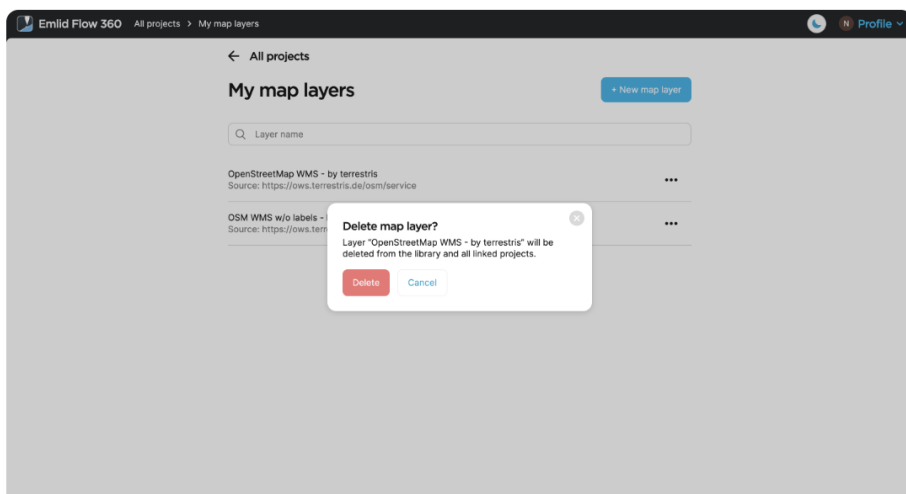 Emlid Flow 360 All projects > My map layers N Profile
← All projects
My map layers
+ New map layer
Layer name
OpenStreetMap WMS - by terrestris
Source: https://ows.terrestris.de/osm/service
OSM WMS w/o labels -
Source: https://ows.terr
Delete map layer?
Layer "OpenStreetMap WMS - by terrestris" will be
deleted from the library and all linked projects.
Delete Cancel